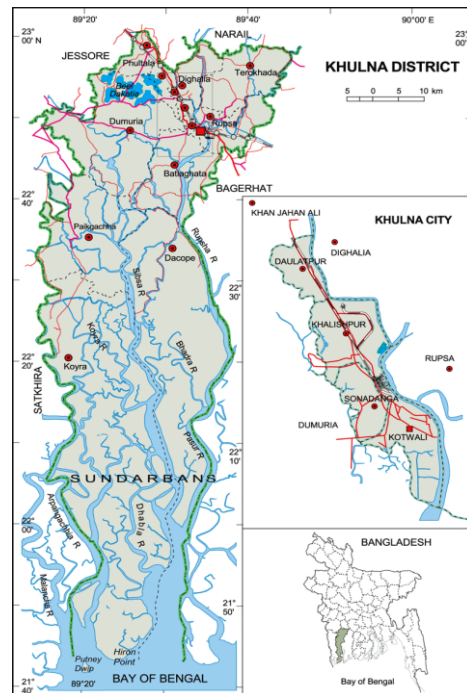 89°20'
89°40'
90°00' E
23°
00' N
23°
00'
JESSORE
NARAIL
KHULNA DISTRICT
5 0 5 10 km
Phultala
Dighalia
Terokhada
Beel
Dakatia
Dumuria
Rupsa
Batiaghata
BAGERHAT
22°
40'
Paikgachha
Dacope
Rupsha R
Sibsa R
22°
30'
KHAN JAHAN ALI
KHULNA CITY
DIGHALIA
DAULATPUR
KHALISHPUR
RUPSA
SONADANGA
DUMURIA
KOTWALI
22°
20'
Koyra R
Koyra
Bhadra R
SATKHIRA
22°
10'
Pasur R
SUNDARBANS
Arpangachhia R
22°
00'
Dhabla R
Malancha R
21°
50'
BANGLADESH
Bay of Bengal
Putney
Dwip
Hiron
Point
21°
40'
89°20'
BAY OF BENGAL